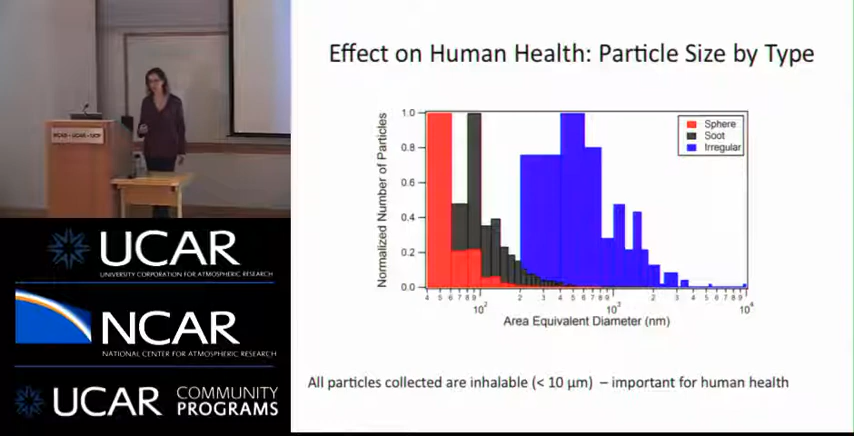 Effect on Human Health: Particle Size by Type
Normalized Number of Particles
1.0
0.8
0.6
0.4
0.2
0.0
Sphere
Soot
Irregular
4 5 6 7 8 9 10² 2 3 4 5 6 7 8 9 10³ 2 3 4 5 6 7 8 9 10⁴
Area Equivalent Diameter (nm)
All particles collected are inhalable (< 10 µm) – important for human health
NCAR • UCAR • UCP
UCAR
UNIVERSITY CORPORATION FOR ATMOSPHERIC RESEARCH
NCAR
NATIONAL CENTER FOR ATMOSPHERIC RESEARCH
UCAR COMMUNITY
PROGRAMS